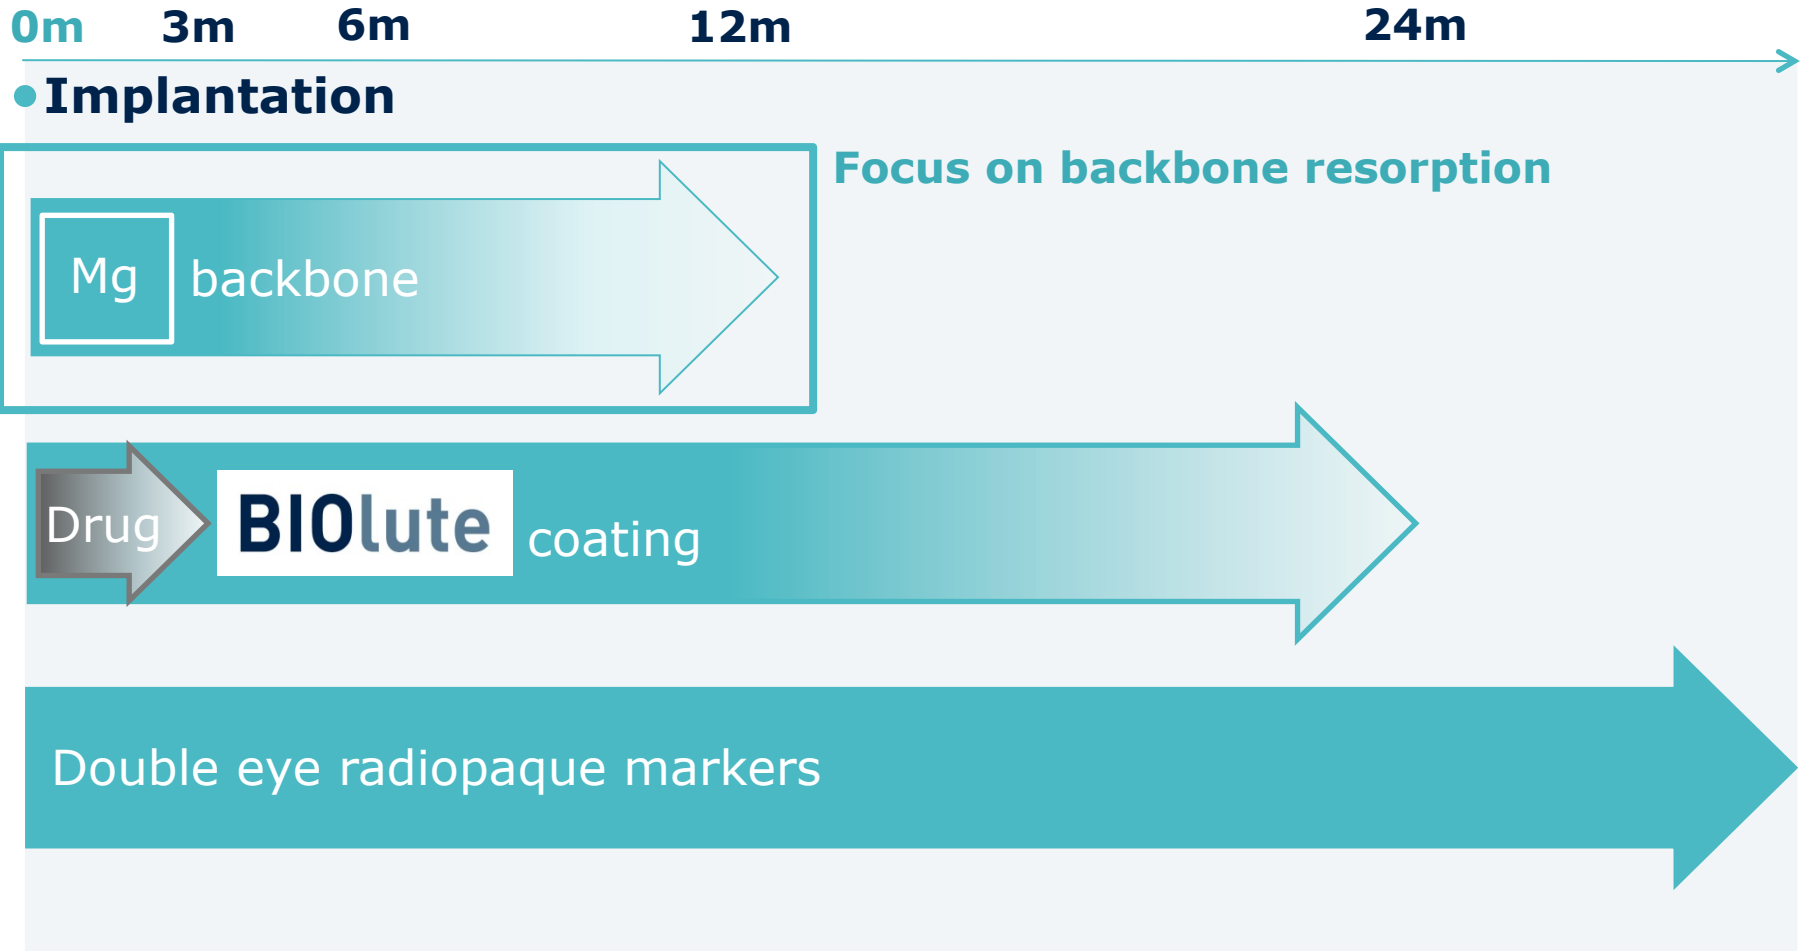 0m 3m 6m 12m 24m
Implantation
Focus on backbone resorption
Mg backbone
Drug BIOlute coating
Double eye radiopaque markers